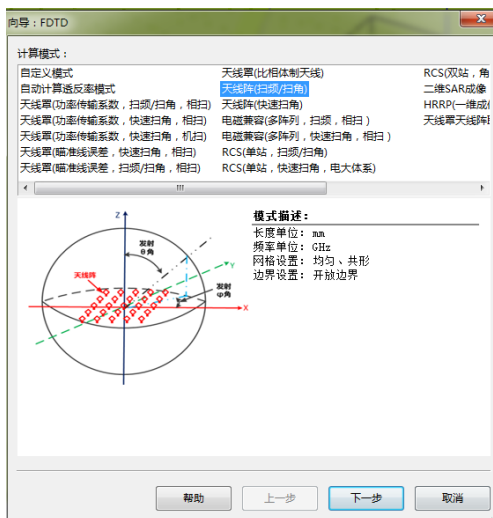 向导：FDTD
计算模式：
自定义模式
自动计算透反率模式
天线罩(功率传输系数，扫频/扫角，相扫)
天线罩(功率传输系数，快速扫角，相扫)
天线罩(功率传输系数，快速扫角，机扫)
天线罩(瞄准线误差，快速扫角，相扫)
天线罩(瞄准线误差，扫频/扫角，相扫)
天线罩(比相体制天线)
天线阵(扫频/扫角)
天线阵(快速扫角)
电磁兼容(多阵列，扫频，相扫)
电磁兼容(多阵列，快速扫角，相扫)
RCS(单站，扫频/扫角)
RCS(单站，快速扫角，电大体系)
RCS(双站，角
二维SAR成像
HRRP(一维成
天线罩天线阵
模式描述：
长度单位： mm
频率单位： GHz
网格设置： 均匀、共形
边界设置： 开放边界
Z
发射
θ角
天线阵
Y
发射
φ角
X
帮助
上一步
下一步
取消